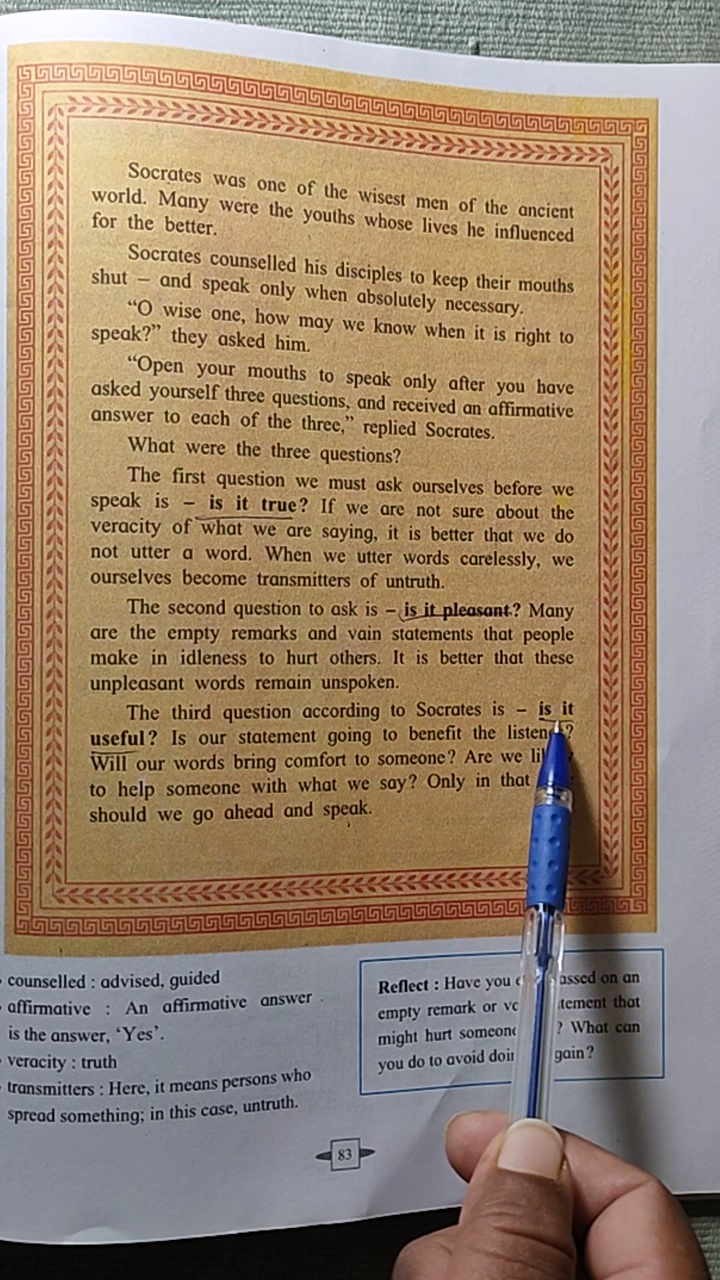 Socrates was one of the wisest men of the ancient
world. Many were the youths whose lives he influenced
for the better.
Socrates counselled his disciples to keep their mouths
shut – and speak only when absolutely necessary.
“O wise one, how may we know when it is right to
speak?” they asked him.
“Open your mouths to speak only after you have
asked yourself three questions, and received an affirmative
answer to each of the three,” replied Socrates.
What were the three questions?
The first question we must ask ourselves before we
speak is – is it true? If we are not sure about the
veracity of what we are saying, it is better that we do
not utter a word. When we utter words carelessly, we
ourselves become transmitters of untruth.
The second question to ask is – is it pleasant? Many
are the empty remarks and vain statements that people
make in idleness to hurt others. It is better that these
unpleasant words remain unspoken.
The third question according to Socrates is – is it
useful? Is our statement going to benefit the listener?
Will our words bring comfort to someone? Are we
to help someone with what we say? Only in that
should we go ahead and speak.
counselled : advised, guided
affirmative : An affirmative answer
is the answer, ‘Yes’.
veracity : truth
transmitters : Here, it means persons who
spread something; in this case, untruth.
Reflect : Have you on an
empty remark or that
might hurt ? What can
you do to avoid
83